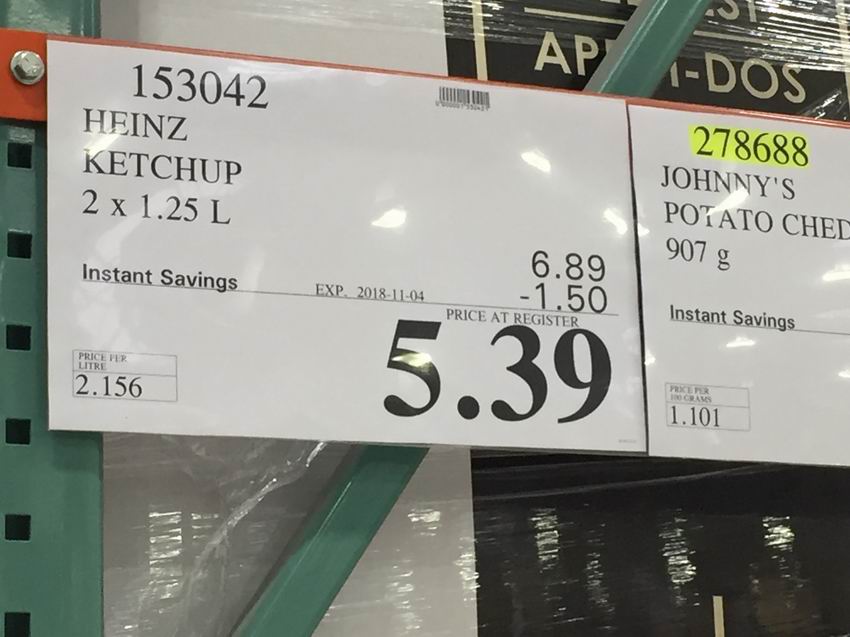 153042
HEINZ
KETCHUP
2 x 1.25 L
6.89
Instant Savings
EXP. 2018-11-04
-1.50
PRICE AT REGISTER
5.39
PRICE PER
LITRE
2.156
278688
JOHNNY'S
POTATO CHED
907 g
Instant Savings
PRICE PER
100 GRAMS
1.101
I-DOS